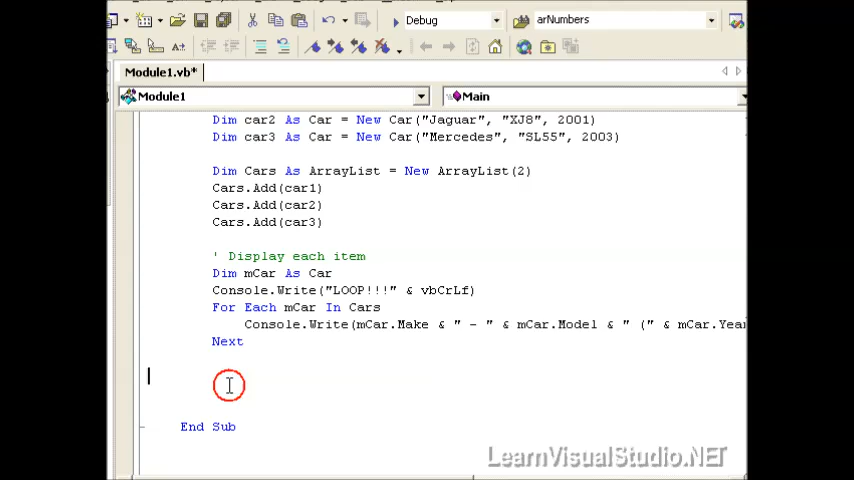 Debug
arNumbers
Module1.vb*
Module1
Main
Dim car2 As Car = New Car("Jaguar", "XJ8", 2001)
Dim car3 As Car = New Car("Mercedes", "SL55", 2003)
Dim Cars As ArrayList = New ArrayList(2)
Cars.Add(car1)
Cars.Add(car2)
Cars.Add(car3)
' Display each item
Dim mCar As Car
Console.Write("LOOP!!!" & vbCrLf)
For Each mCar In Cars
Console.Write(mCar.Make & " - " & mCar.Model & " (" & mCar.Year
Next
End Sub
LearnVisualStudio.NET